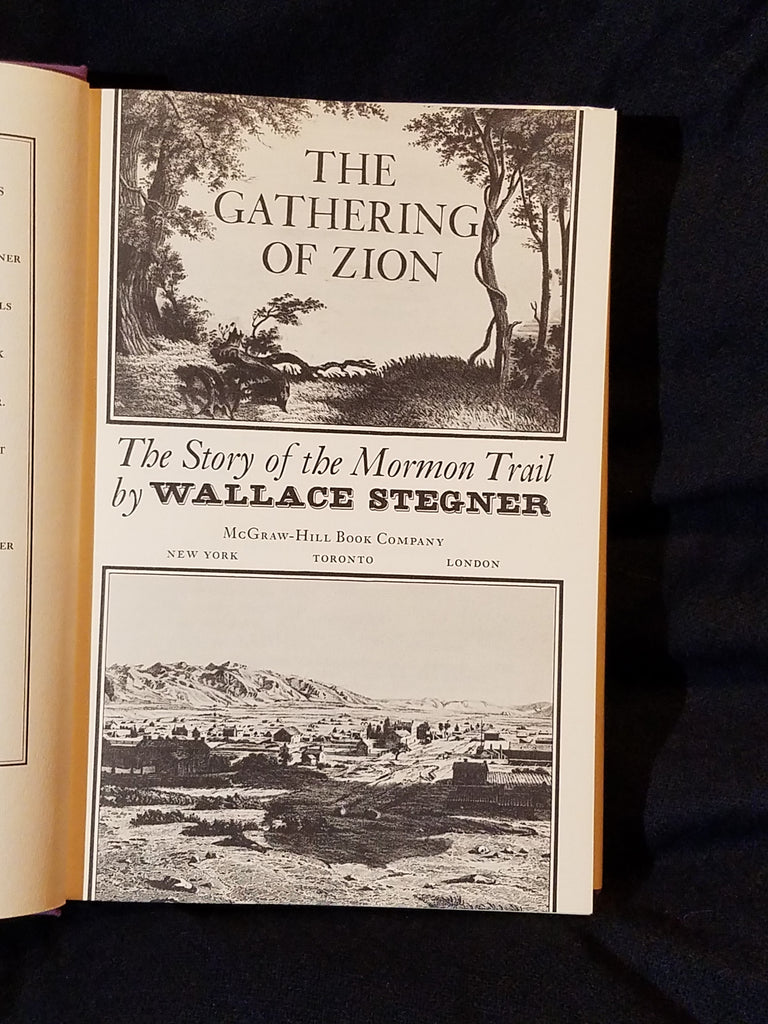 THE
GATHERING
OF ZION
The Story of the Mormon Trail
by WALLACE STEGNER
McGRAW-HILL BOOK COMPANY
NEW YORK TORONTO LONDON